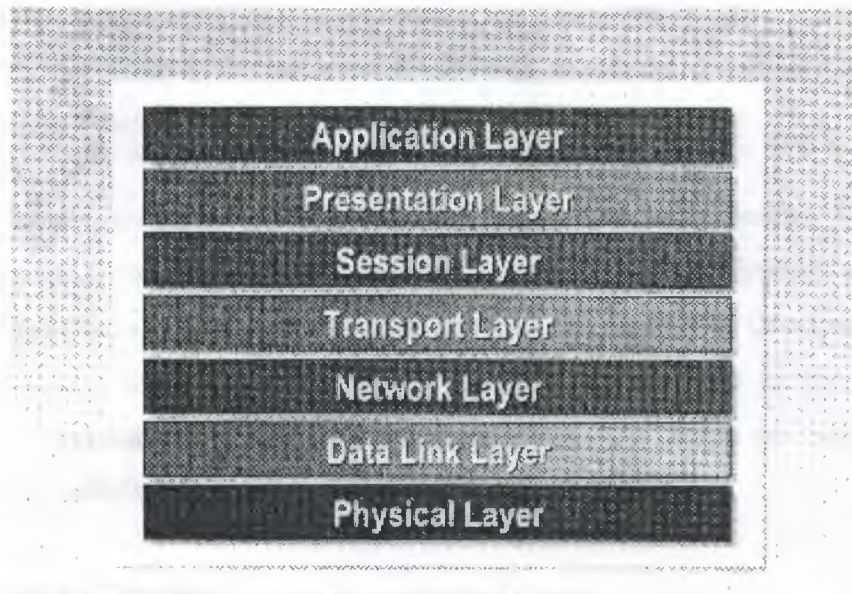 Application Layer
Presentation Layer
Session Layer
Transport Layer
Network Layer
Data Link Layer
Physical Layer